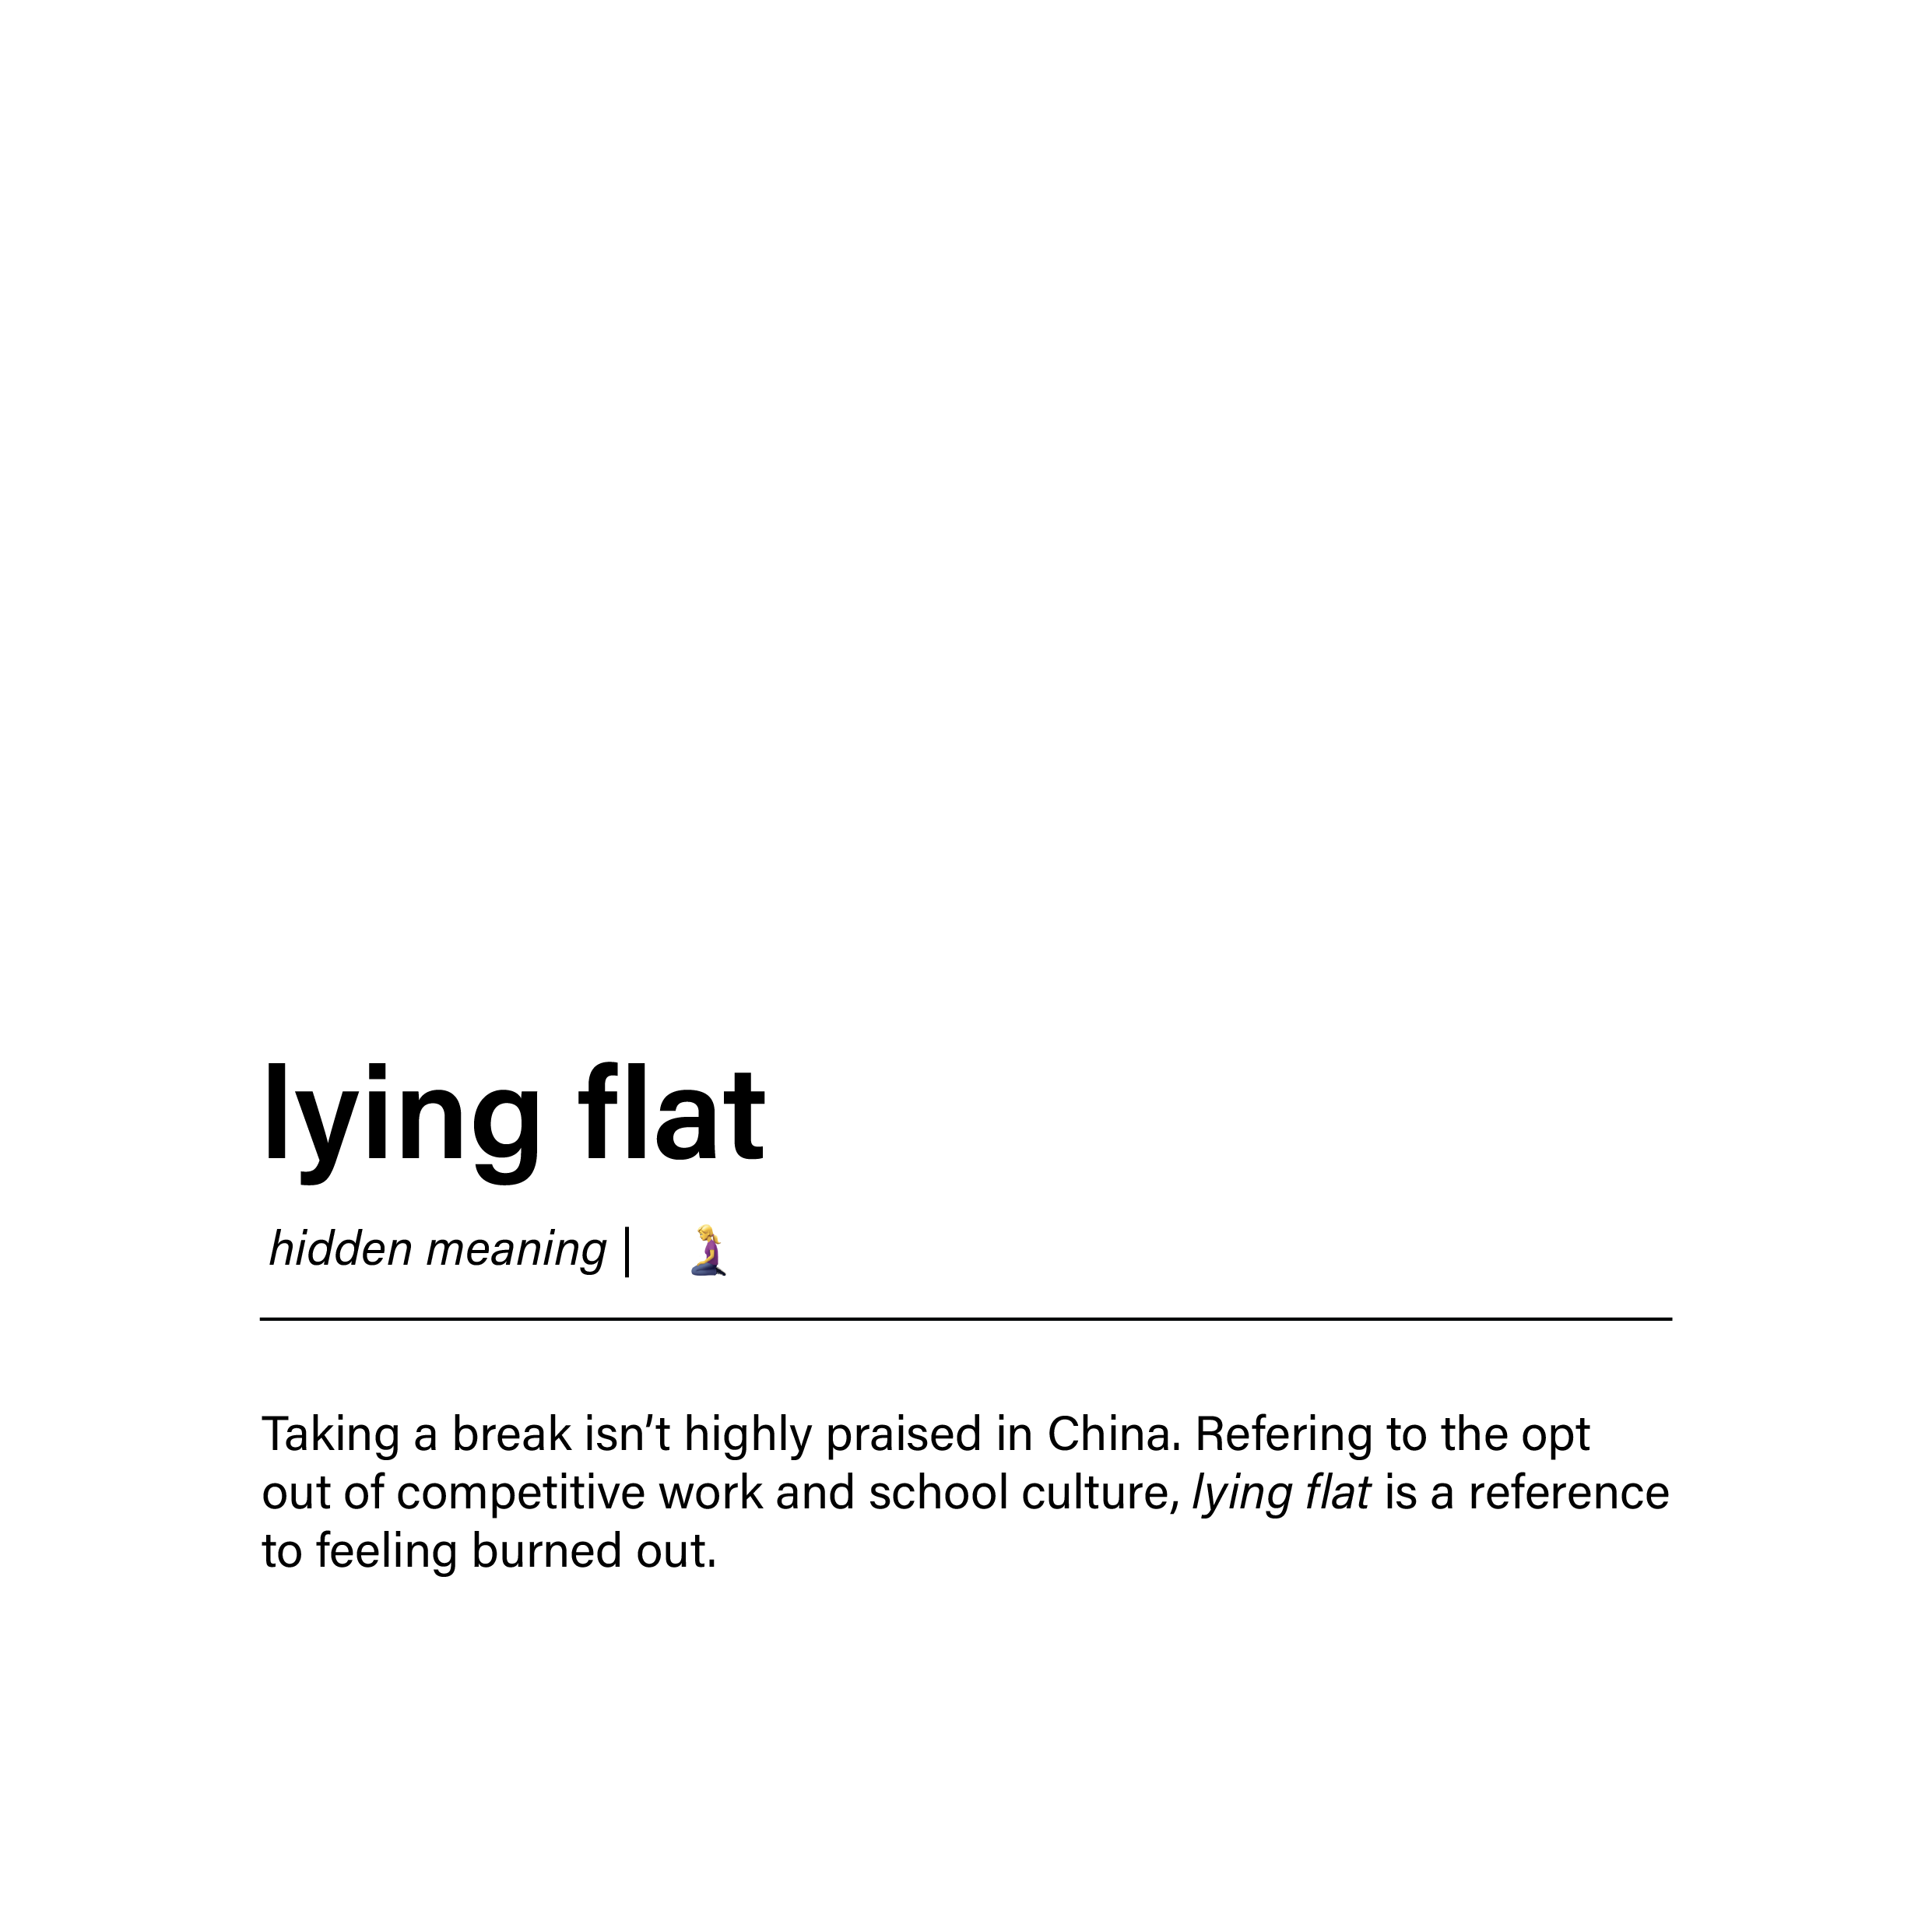 lying flat
hidden meaning |
Taking a break isn’t highly praised in China. Refering to the opt
out of competitive work and school culture, lying flat is a reference
to feeling burned out.